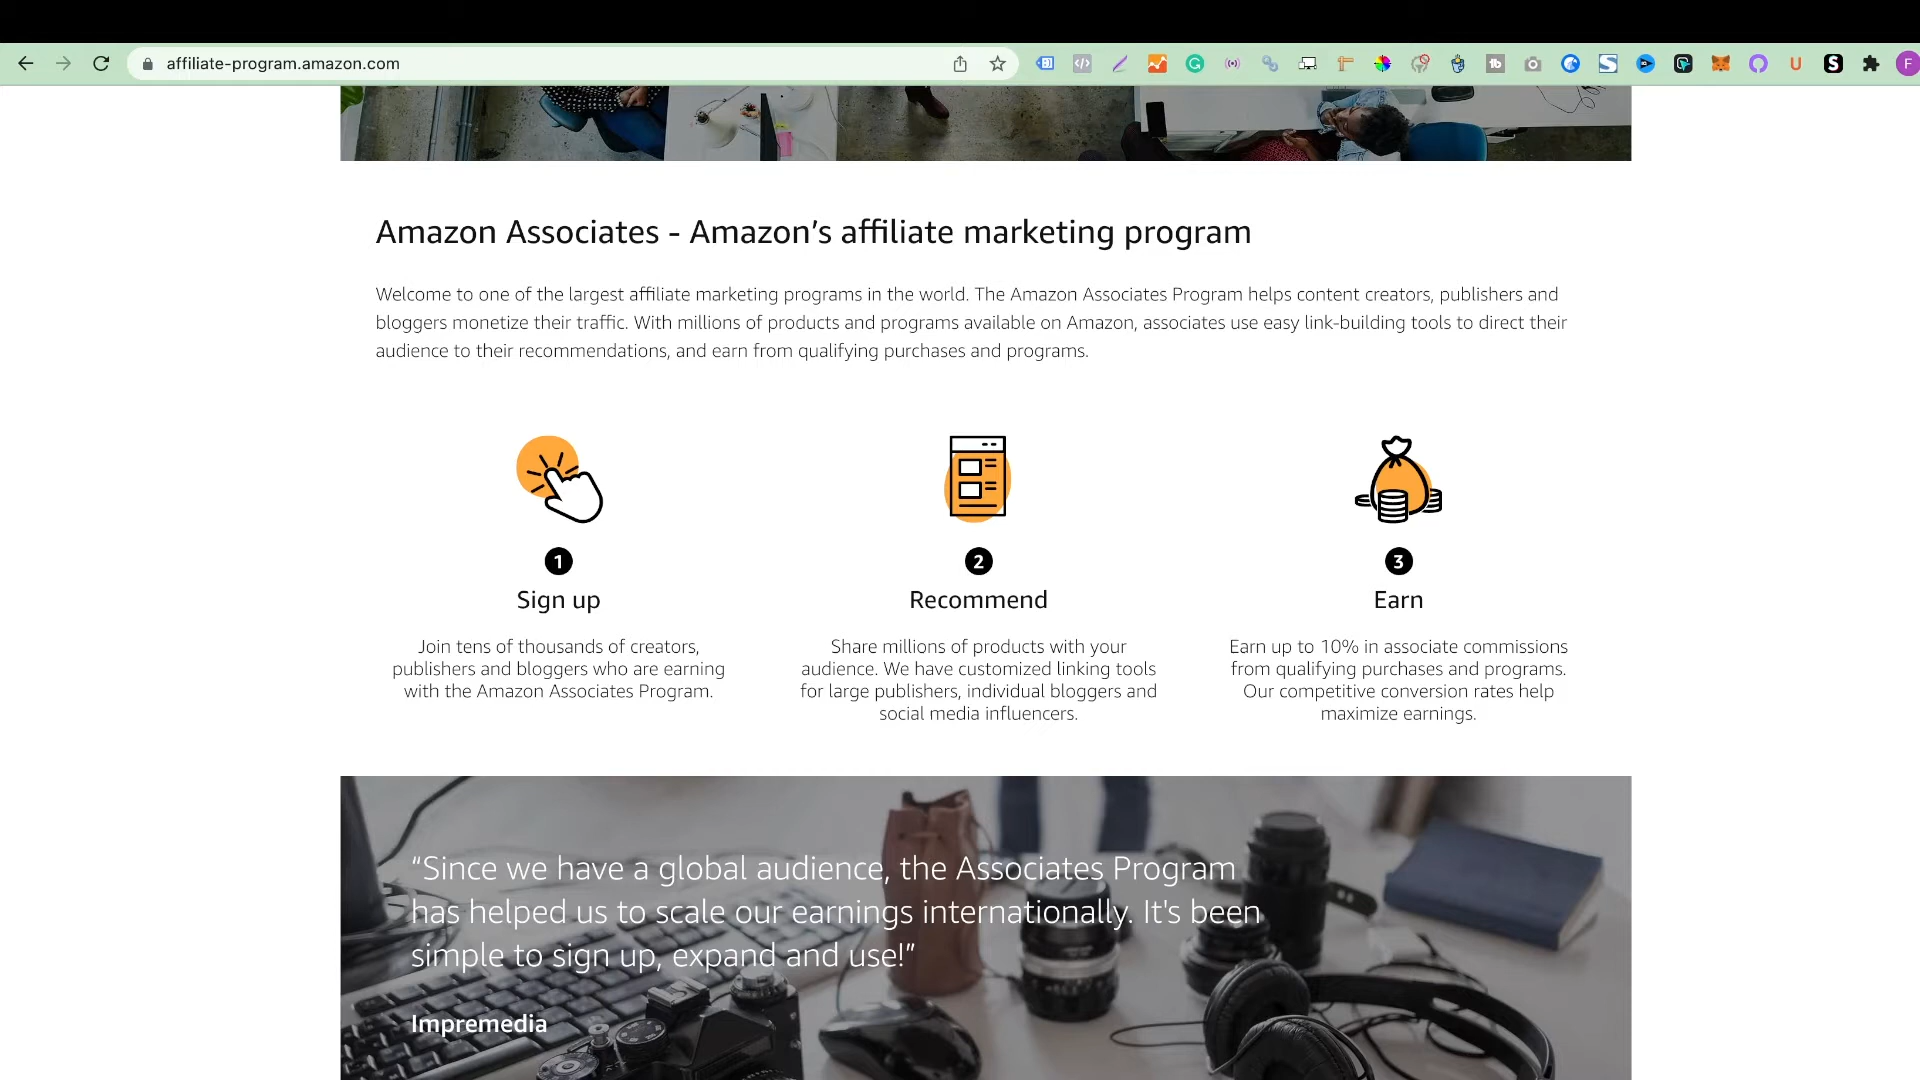 affiliate-program.amazon.com
Amazon Associates - Amazon’s affiliate marketing program
Welcome to one of the largest affiliate marketing programs in the world. The Amazon Associates Program helps content creators, publishers and
bloggers monetize their traffic. With millions of products and programs available on Amazon, associates use easy link-building tools to direct their
audience to their recommendations, and earn from qualifying purchases and programs.
1
Sign up
Join tens of thousands of creators,
publishers and bloggers who are earning
with the Amazon Associates Program.
2
Recommend
Share millions of products with your
audience. We have customized linking tools
for large publishers, individual bloggers and
social media influencers.
3
Earn
Earn up to 10% in associate commissions
from qualifying purchases and programs.
Our competitive conversion rates help
maximize earnings.
“Since we have a global audience, the Associates Program
has helped us to scale our earnings internationally. It's been
simple to sign up, expand and use!”
Impremedia